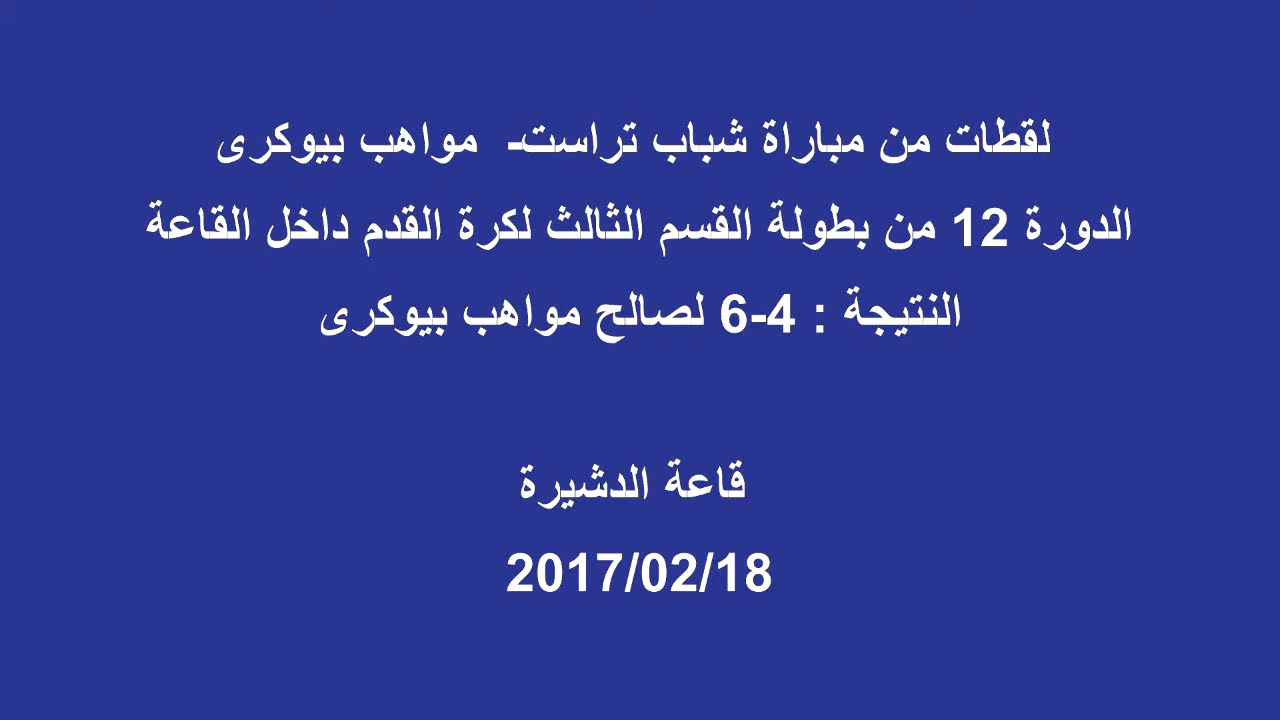 لقطات من مباراة شباب تراست- مواهب بيوكرى
الدورة 12 من بطولة القسم الثالث لكرة القدم داخل القاعة
النتيجة : 4-6 لصالح مواهب بيوكرى
قاعة الدشيرة
2017/02/18